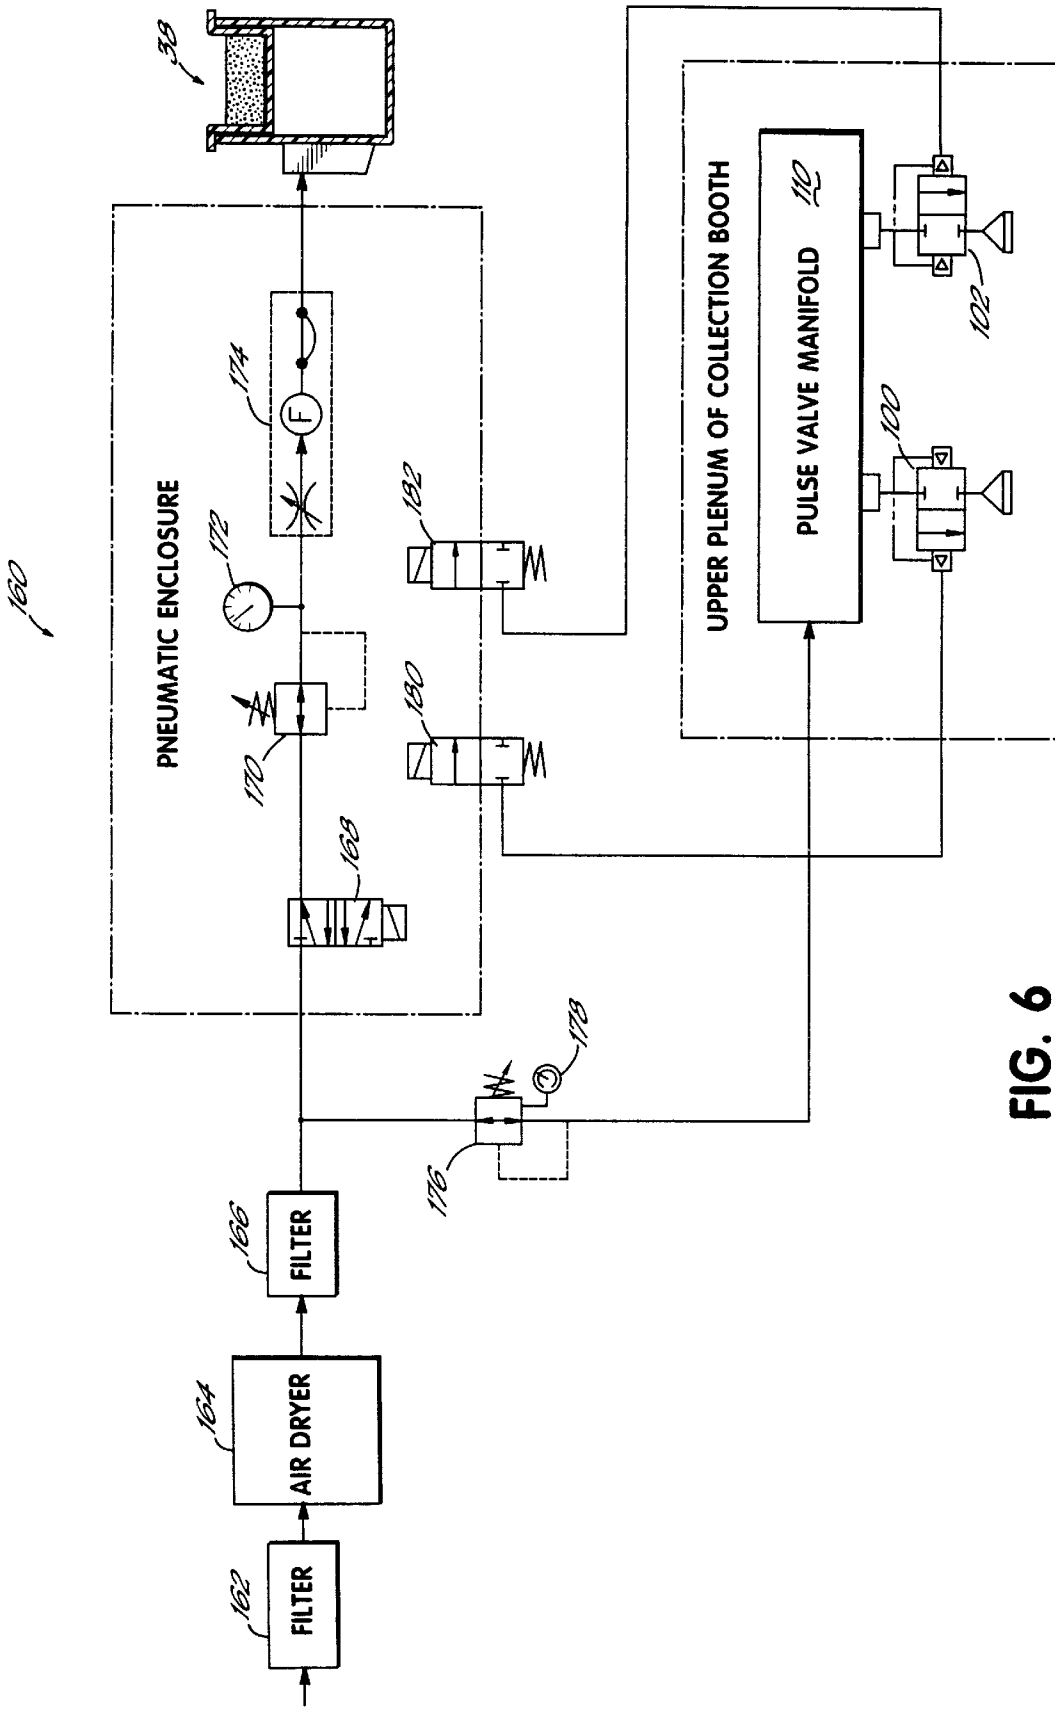 160
38
PNEUMATIC ENCLOSURE
162
FILTER
164
AIR DRYER
166
FILTER
168
170
172
174
F
176
178
180
182
UPPER PLENUM OF COLLECTION BOOTH
PULSE VALVE MANIFOLD
110
100
102
FIG. 6